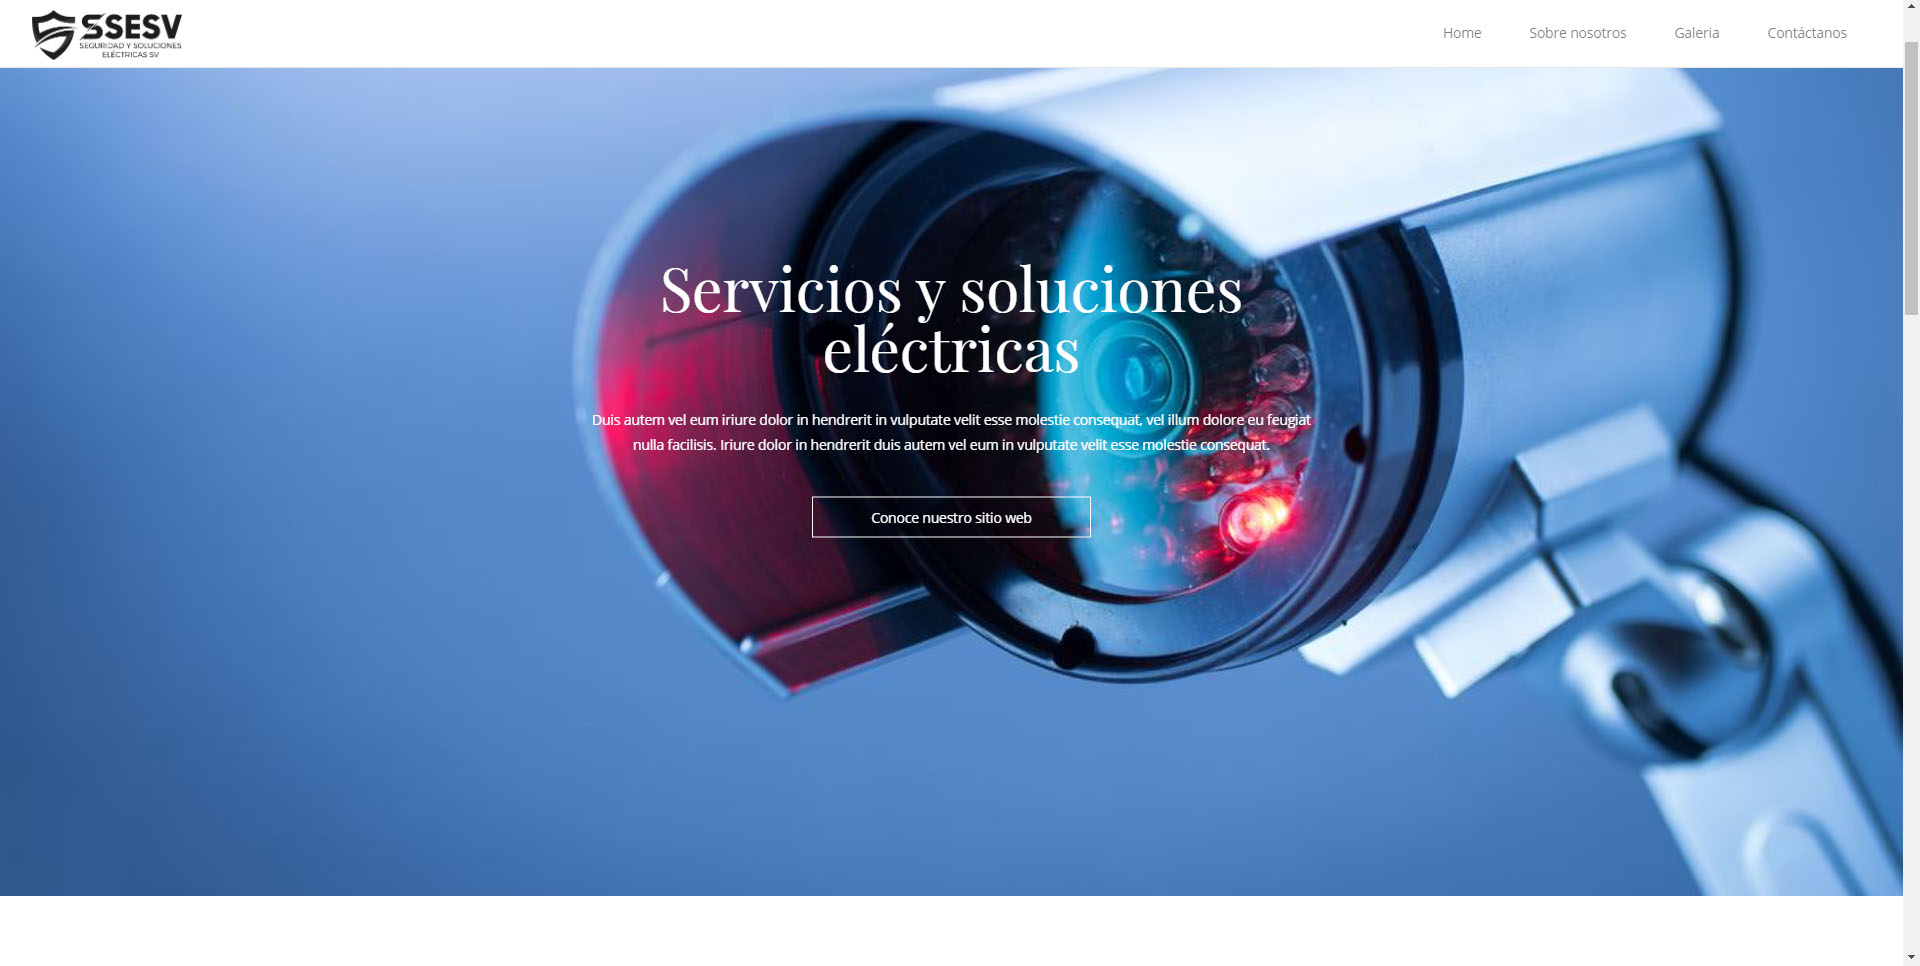 SSESV
SEGURIDAD Y SOLUCIONES
ELÉCTRICAS SV
Home
Sobre nosotros
Galeria
Contáctanos
Servicios y soluciones
eléctricas
Duis autem vel eum iriure dolor in hendrerit in vulputate velit esse molestie consequat, vel illum dolore eu feugiat
nulla facilisis. Iriure dolor in hendrerit duis autem vel eum in vulputate velit esse molestie consequat.
Conoce nuestro sitio web